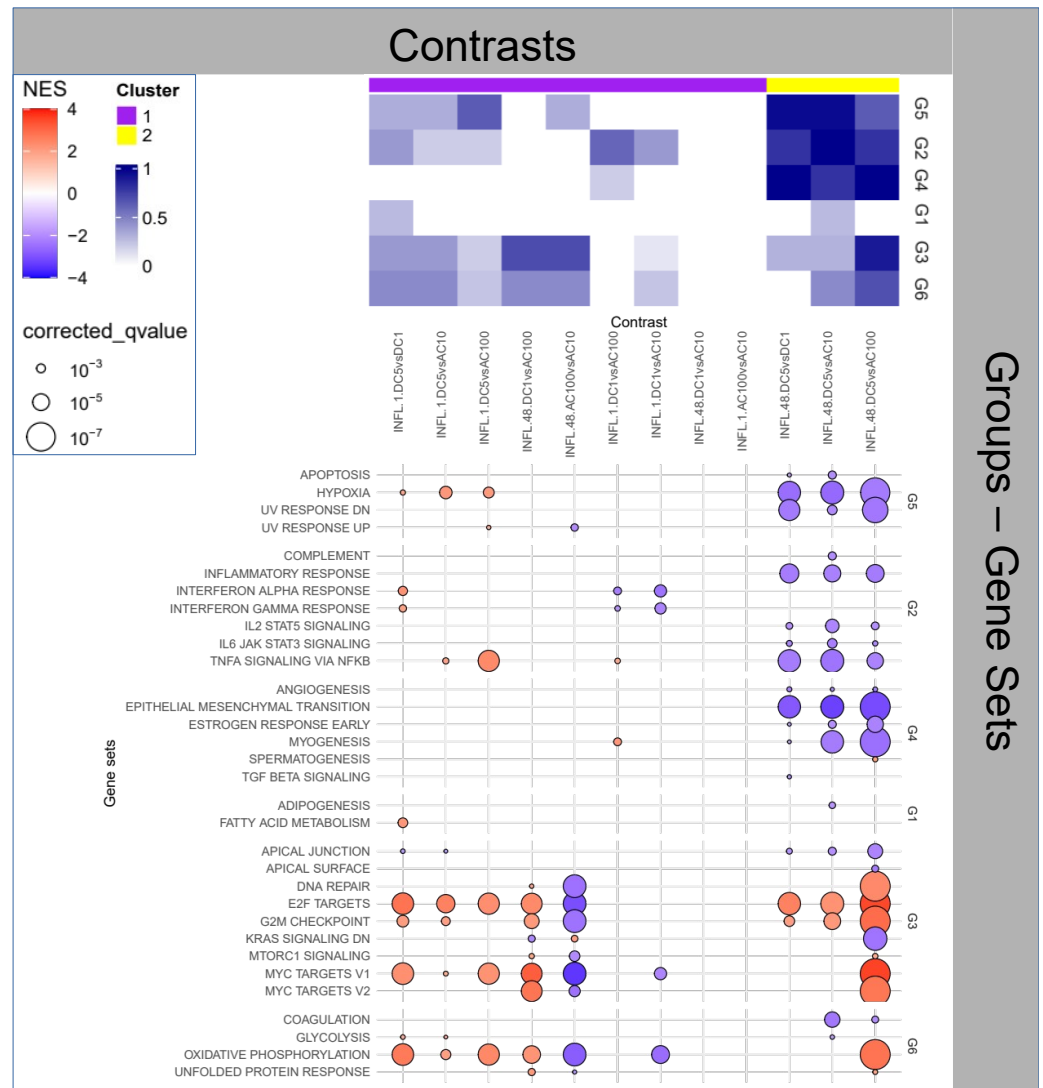 Contrasts
NES
4
2
0
−2
−4
Cluster
1
2
1
0.5
0
corrected_qvalue
10−3
10−5
10−7
G5
G2
G4
G1
G3
G6
Contrast
INFL.1.DC5vsDC1
INFL.1.DC5vsAC10
INFL.1.DC5vsAC100
INFL.48.DC1vsAC100
INFL.48.AC100vsAC10
INFL.1.DC1vsAC100
INFL.1.DC1vsAC10
INFL.48.DC1vsAC10
INFL.1.AC100vsAC10
INFL.48.DC5vsDC1
INFL.48.DC5vsAC10
INFL.48.DC5vsAC100
Gene sets
APOPTOSIS
HYPOXIA
UV RESPONSE DN
UV RESPONSE UP
G5
COMPLEMENT
INFLAMMATORY RESPONSE
INTERFERON ALPHA RESPONSE
INTERFERON GAMMA RESPONSE
IL2 STAT5 SIGNALING
IL6 JAK STAT3 SIGNALING
TNFA SIGNALING VIA NFKB
G2
ANGIOGENESIS
EPITHELIAL MESENCHYMAL TRANSITION
ESTROGEN RESPONSE EARLY
MYOGENESIS
SPERMATOGENESIS
TGF BETA SIGNALING
G4
ADIPOGENESIS
FATTY ACID METABOLISM
G1
APICAL JUNCTION
APICAL SURFACE
DNA REPAIR
E2F TARGETS
G2M CHECKPOINT
KRAS SIGNALING DN
MTORC1 SIGNALING
MYC TARGETS V1
MYC TARGETS V2
G3
COAGULATION
GLYCOLYSIS
OXIDATIVE PHOSPHORYLATION
UNFOLDED PROTEIN RESPONSE
G6
Groups – Gene Sets